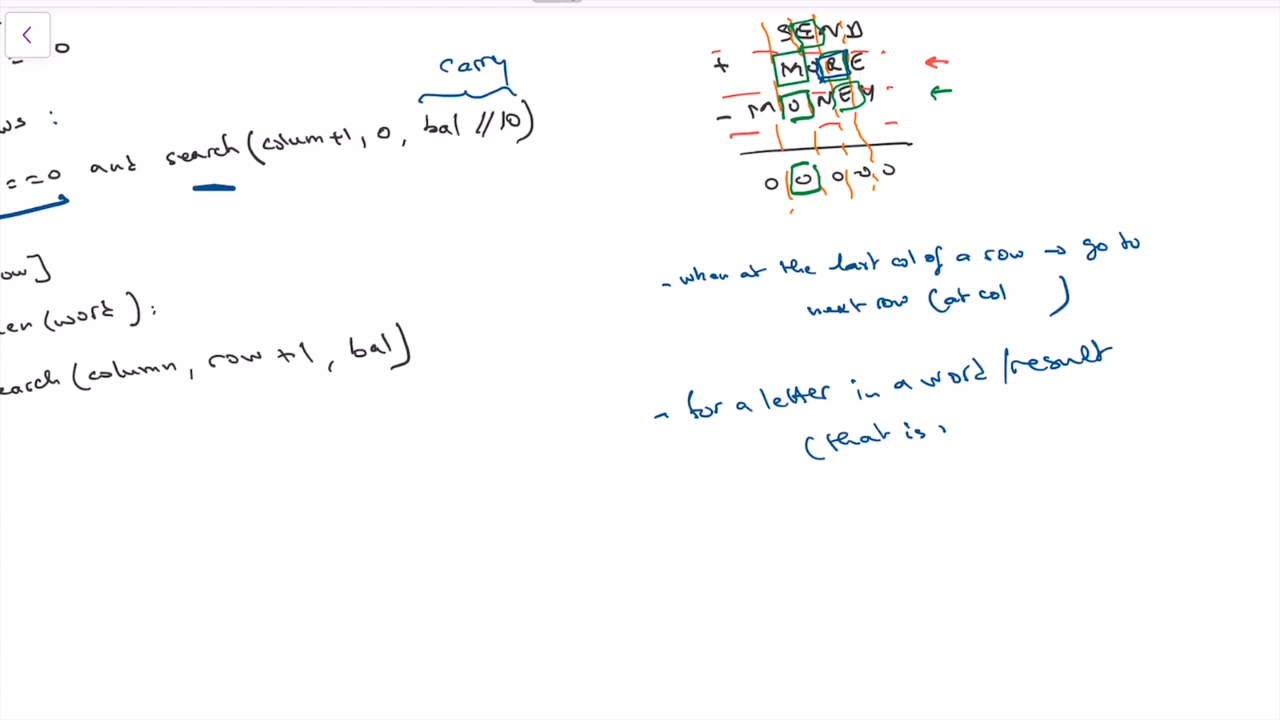 = 0
carry
ws :
==0 and search(column+1, 0, bal //10)
ow]
en(word):
earch(column, row+1, bal)
SEND
+ MORE
- MONEY
0 0 0 0 0
- when at the last col of a row → go to
next row (at col )
- for a letter in a word /result
(that is